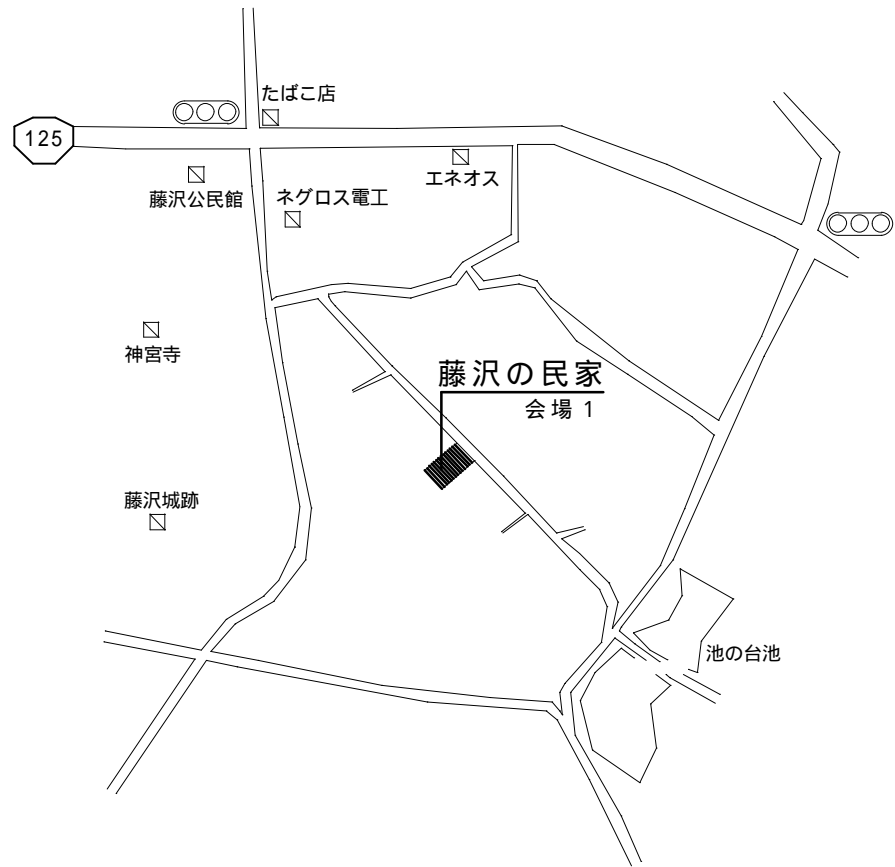 たばこ店
125
エネオス
藤沢公民館
ネグロス電工
神宮寺
藤沢の民家
会場 1
藤沢城跡
池の台池